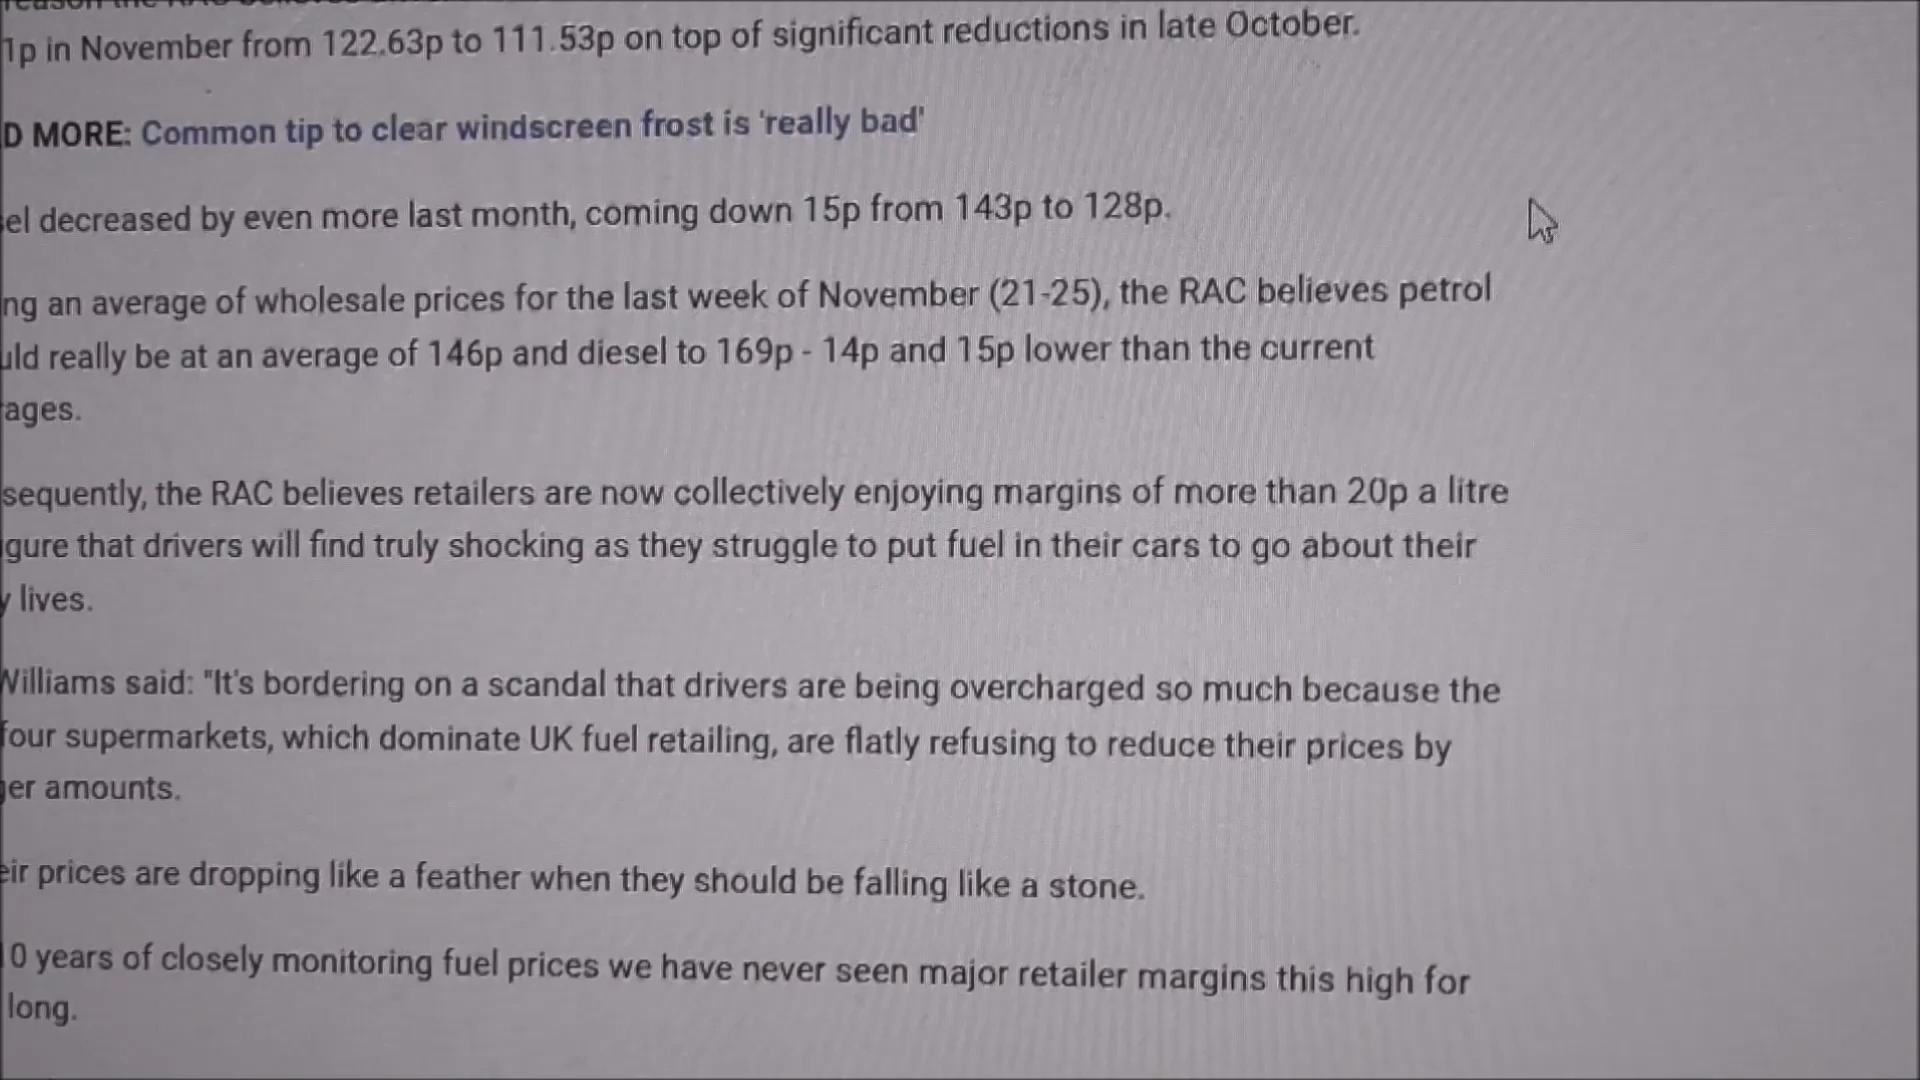 1p in November from 122.63p to 111.53p on top of significant reductions in late October.
D MORE: Common tip to clear windscreen frost is 'really bad'
el decreased by even more last month, coming down 15p from 143p to 128p.
ng an average of wholesale prices for the last week of November (21-25), the RAC believes petrol
uld really be at an average of 146p and diesel to 169p - 14p and 15p lower than the current
rages.
sequently, the RAC believes retailers are now collectively enjoying margins of more than 20p a litre
gure that drivers will find truly shocking as they struggle to put fuel in their cars to go about their
y lives.
Williams said: "It's bordering on a scandal that drivers are being overcharged so much because the
four supermarkets, which dominate UK fuel retailing, are flatly refusing to reduce their prices by
ger amounts.
eir prices are dropping like a feather when they should be falling like a stone.
0 years of closely monitoring fuel prices we have never seen major retailer margins this high for
long.